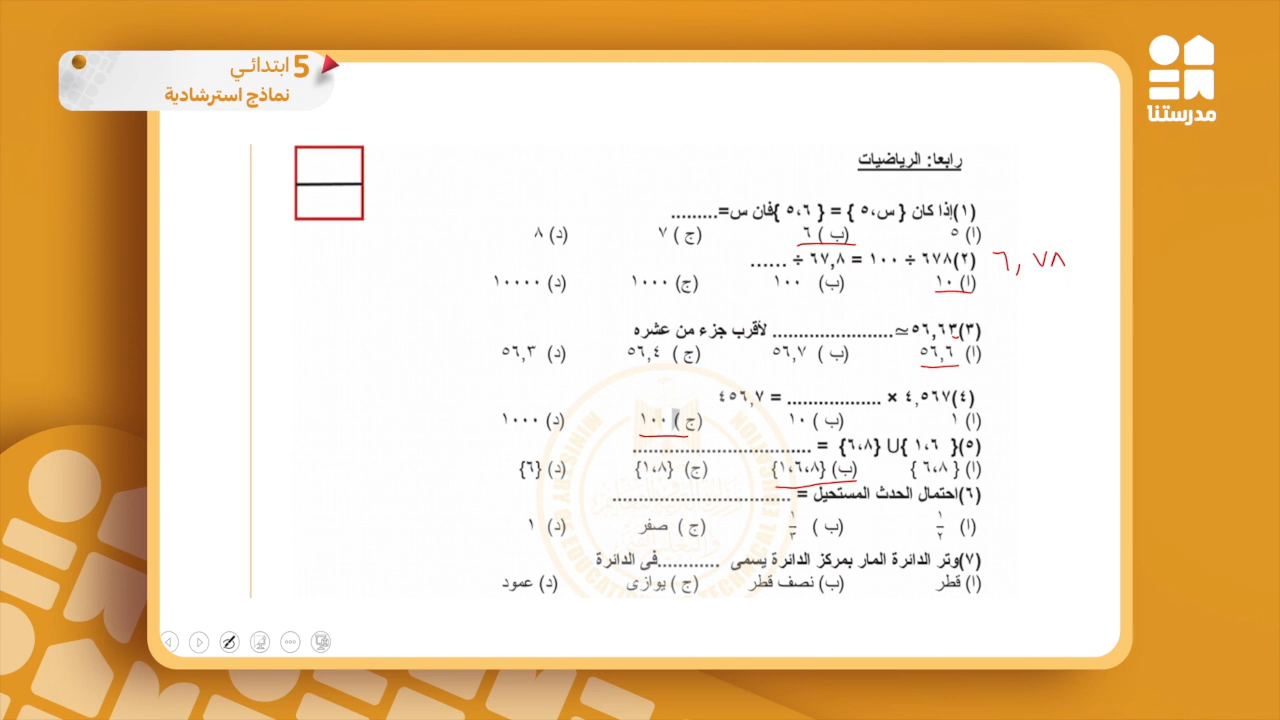 5 ابتدائي
نماذج استرشادية
مدرستنا
رابعا: الرياضيات
(١)إذا كان { س،٥ } = { ٥،٦ }فان س=.........
(ا) ٥ (ب) ٦ (ج) ٧ (د) ٨
(٢)٦٧٨ ÷ ١٠٠ = ٦٧,٨ ÷ ......
٦,٧٨
(ا) ١٠ (ب) ١٠٠ (ج) ١٠٠٠ (د) ١٠٠٠٠
(٣)٥٦,٦٣≃....................... لأقرب جزء من عشره
(ا) ٥٦,٦ (ب) ٥٦,٧ (ج) ٥٦,٤ (د) ٥٦,٣
(٤)٤,٥٦٧ × .................. = ٤٥٦,٧
(ا) ١ (ب) ١٠ (ج) ١٠٠ (د) ١٠٠٠
(٥) { ١،٦ }U {٦،٨} = ..................................
(ا) { ٦،٨ } (ب) {١،٦،٨} (ج) {١،٨} (د) {٦}
(٦)احتمال الحدث المستحيل = ..................................
(ا) ١/٢ (ب) ١/٣ (ج) صفر (د) ١
(٧)وتر الدائرة المار بمركز الدائرة يسمى ............فى الدائرة
(ا) قطر (ب) نصف قطر (ج) يوازى (د) عمود